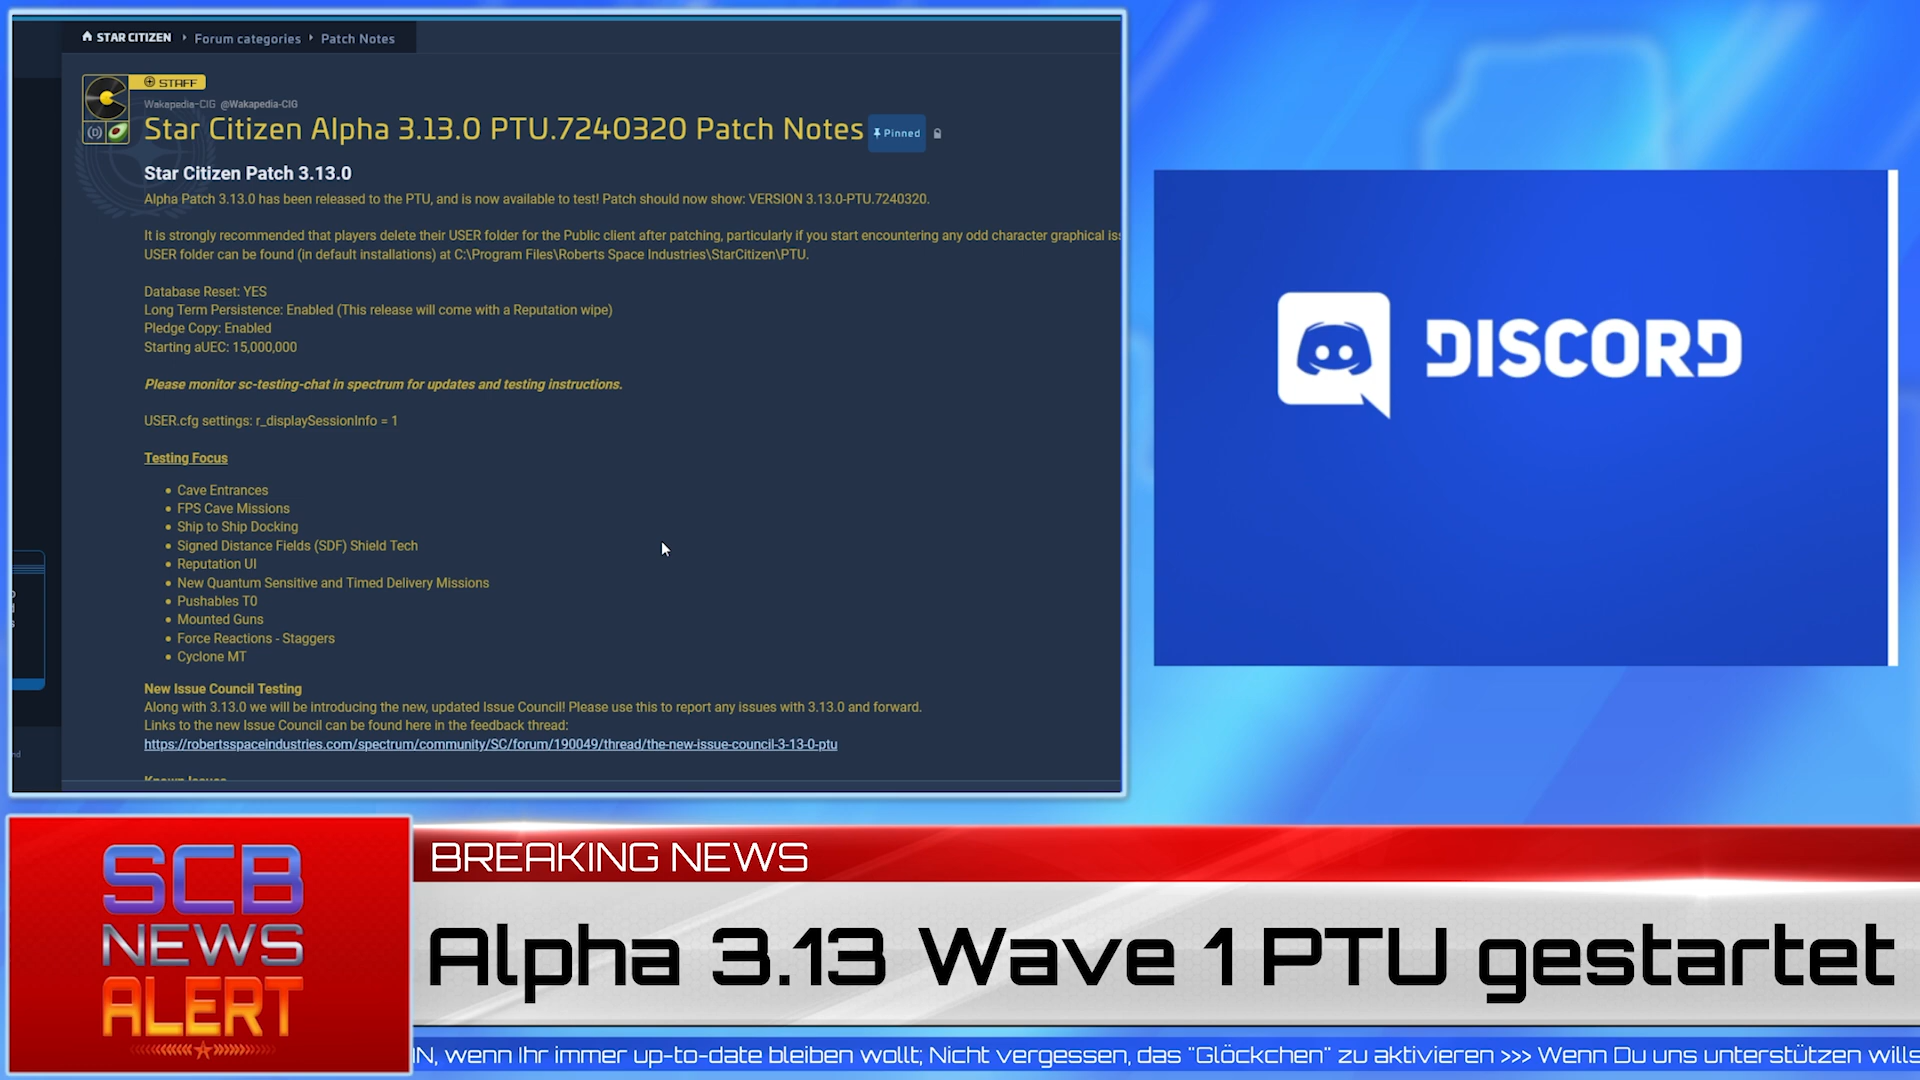 STAR CITIZEN Forum categories Patch Notes
STAFF
Wakapedia-CIG @Wakapedia-CIG
Star Citizen Alpha 3.13.0 PTU.7240320 Patch Notes Pinned
Star Citizen Patch 3.13.0
Alpha Patch 3.13.0 has been released to the PTU, and is now available to test! Patch should now show: VERSION 3.13.0-PTU.7240320.
It is strongly recommended that players delete their USER folder for the Public client after patching, particularly if you start encountering any odd character graphical is
USER folder can be found (in default installations) at C:\Program Files\Roberts Space Industries\StarCitizen\PTU.
Database Reset: YES
Long Term Persistence: Enabled (This release will come with a Reputation wipe)
Pledge Copy: Enabled
Starting aUEC: 15,000,000
Please monitor sc-testing-chat in spectrum for updates and testing instructions.
USER.cfg settings: r_displaySessionInfo = 1
Testing Focus
Cave Entrances
FPS Cave Missions
Ship to Ship Docking
Signed Distance Fields (SDF) Shield Tech
Reputation UI
New Quantum Sensitive and Timed Delivery Missions
Pushables T0
Mounted Guns
Force Reactions - Staggers
Cyclone MT
New Issue Council Testing
Along with 3.13.0 we will be introducing the new, updated Issue Council! Please use this to report any issues with 3.13.0 and forward.
Links to the new Issue Council can be found here in the feedback thread:
https://robertsspaceindustries.com/spectrum/community/SC/forum/190049/thread/the-new-issue-council-3-13-0-ptu
Known Issues
DISCORD
SCB
NEWS
ALERT
BREAKING NEWS
Alpha 3.13 Wave 1 PTU gestartet
IN, wenn Ihr immer up-to-date bleiben wollt; Nicht vergessen, das "Glöckchen" zu aktivieren >>> Wenn Du uns unterstützen wills